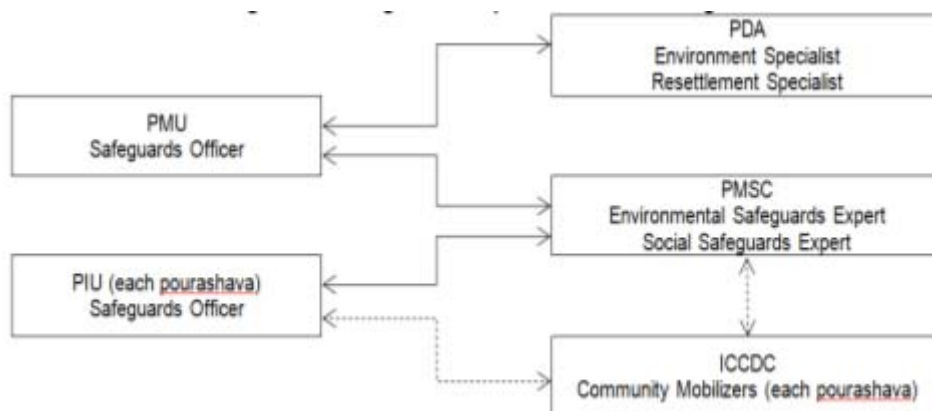 PDA
Environment Specialist
Resettlement Specialist
PMU
Safeguards Officer
PMSC
Environmental Safeguards Expert
Social Safeguards Expert
PIU (each pourashava)
Safeguards Officer
ICCDC
Community Mobilizers (each pourashava)